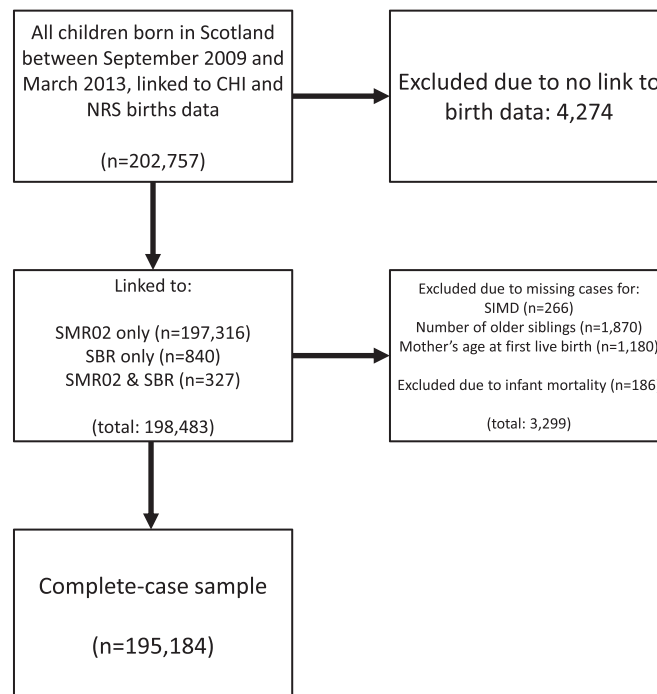 All children born in Scotland
between September 2009 and
March 2013, linked to CHI and
NRS births data
(n=202,757)
Excluded due to no link to
birth data: 4,274
Linked to:
SMR02 only (n=197,316)
SBR only (n=840)
SMR02 & SBR (n=327)
(total: 198,483)
Excluded due to missing cases for:
SIMD (n=266)
Number of older siblings (n=1,870)
Mother's age at first live birth (n=1,180)
Excluded due to infant mortality (n=186
(total: 3,299)
Complete-case sample
(n=195,184)